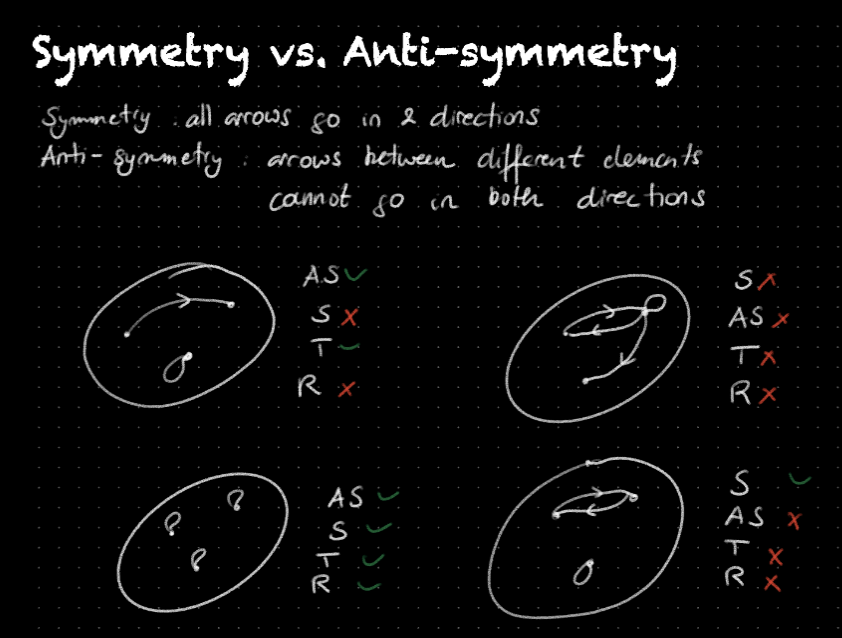 Symmetry vs. Anti-symmetry
Symmetry : all arrows go in 2 directions
Anti-symmetry : arrows between different elements
cannot go in both directions
AS ✓
S ✗
T ✓
R ✗
S ✗
AS ✗
T ✗
R ✗
AS ✓
S ✓
T ✓
R ✓
S ✓
AS ✗
T ✗
R ✗